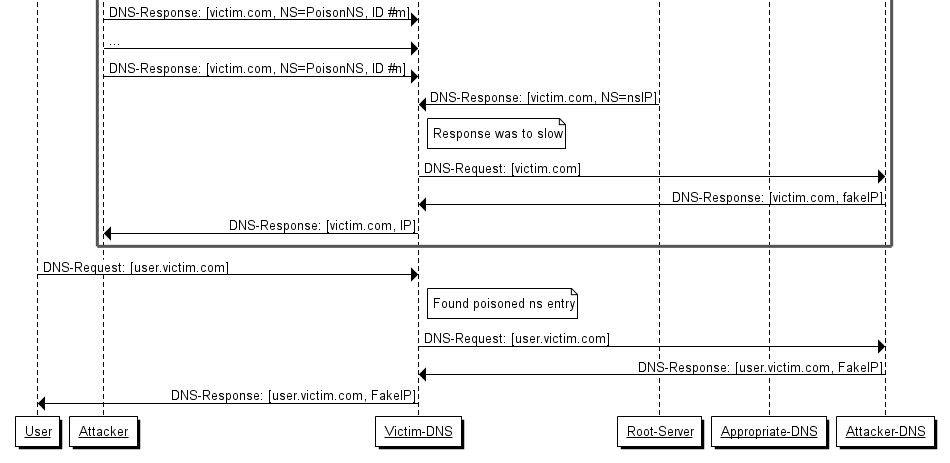 DNS-Response: [victim.com, NS=PoisonNS, ID #m]
...
DNS-Response: [victim.com, NS=PoisonNS, ID #n]
DNS-Response: [victim.com, NS=nsIP]
Response was to slow
DNS-Request: [victim.com]
DNS-Response: [victim.com, fakeIP]
DNS-Response: [victim.com, IP]
DNS-Request: [user.victim.com]
Found poisoned ns entry
DNS-Request: [user.victim.com]
DNS-Response: [user.victim.com, FakeIP]
DNS-Response: [user.victim.com, FakeIP]
User Attacker Victim-DNS Root-Server Appropriate-DNS Attacker-DNS